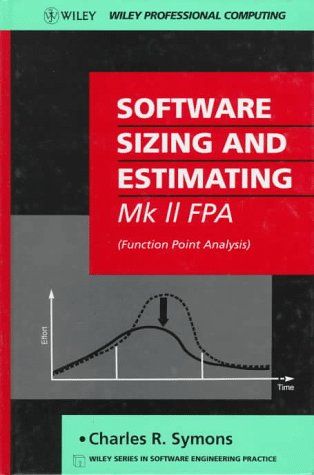 WILEY WILEY PROFESSIONAL COMPUTING
SOFTWARE
SIZING AND
ESTIMATING
Mk II FPA
(Function Point Analysis)
Effort
Time
• Charles R. Symons
WILEY SERIES IN SOFTWARE ENGINEERING PRACTICE